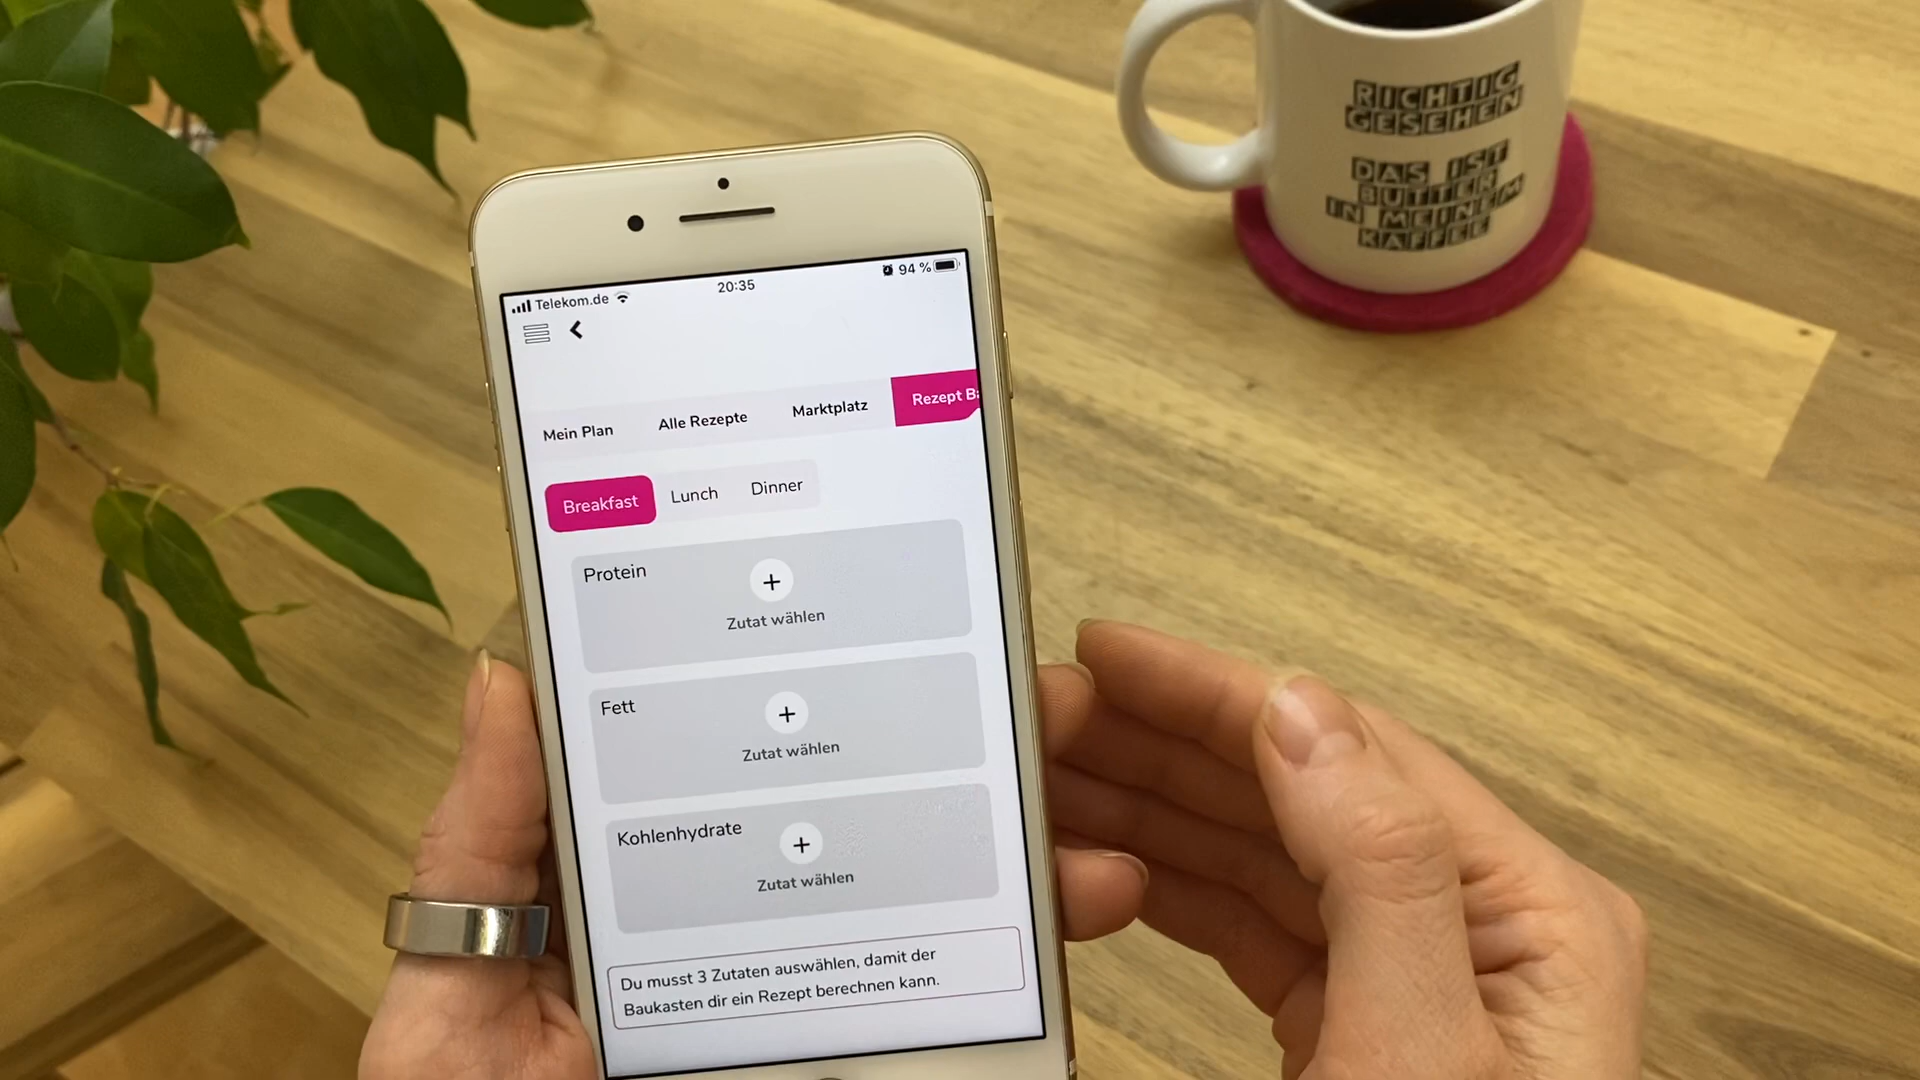 RICHTIG
GESEHEN
DAS IST
BUTTER
IN MEINEM
KAFFEE
Telekom.de
20:35
94 %
Mein Plan
Alle Rezepte
Marktplatz
Rezept Ba
Breakfast
Lunch
Dinner
Protein
Zutat wählen
Fett
Zutat wählen
Kohlenhydrate
Zutat wählen
Du musst 3 Zutaten auswählen, damit der
Baukasten dir ein Rezept berechnen kann.